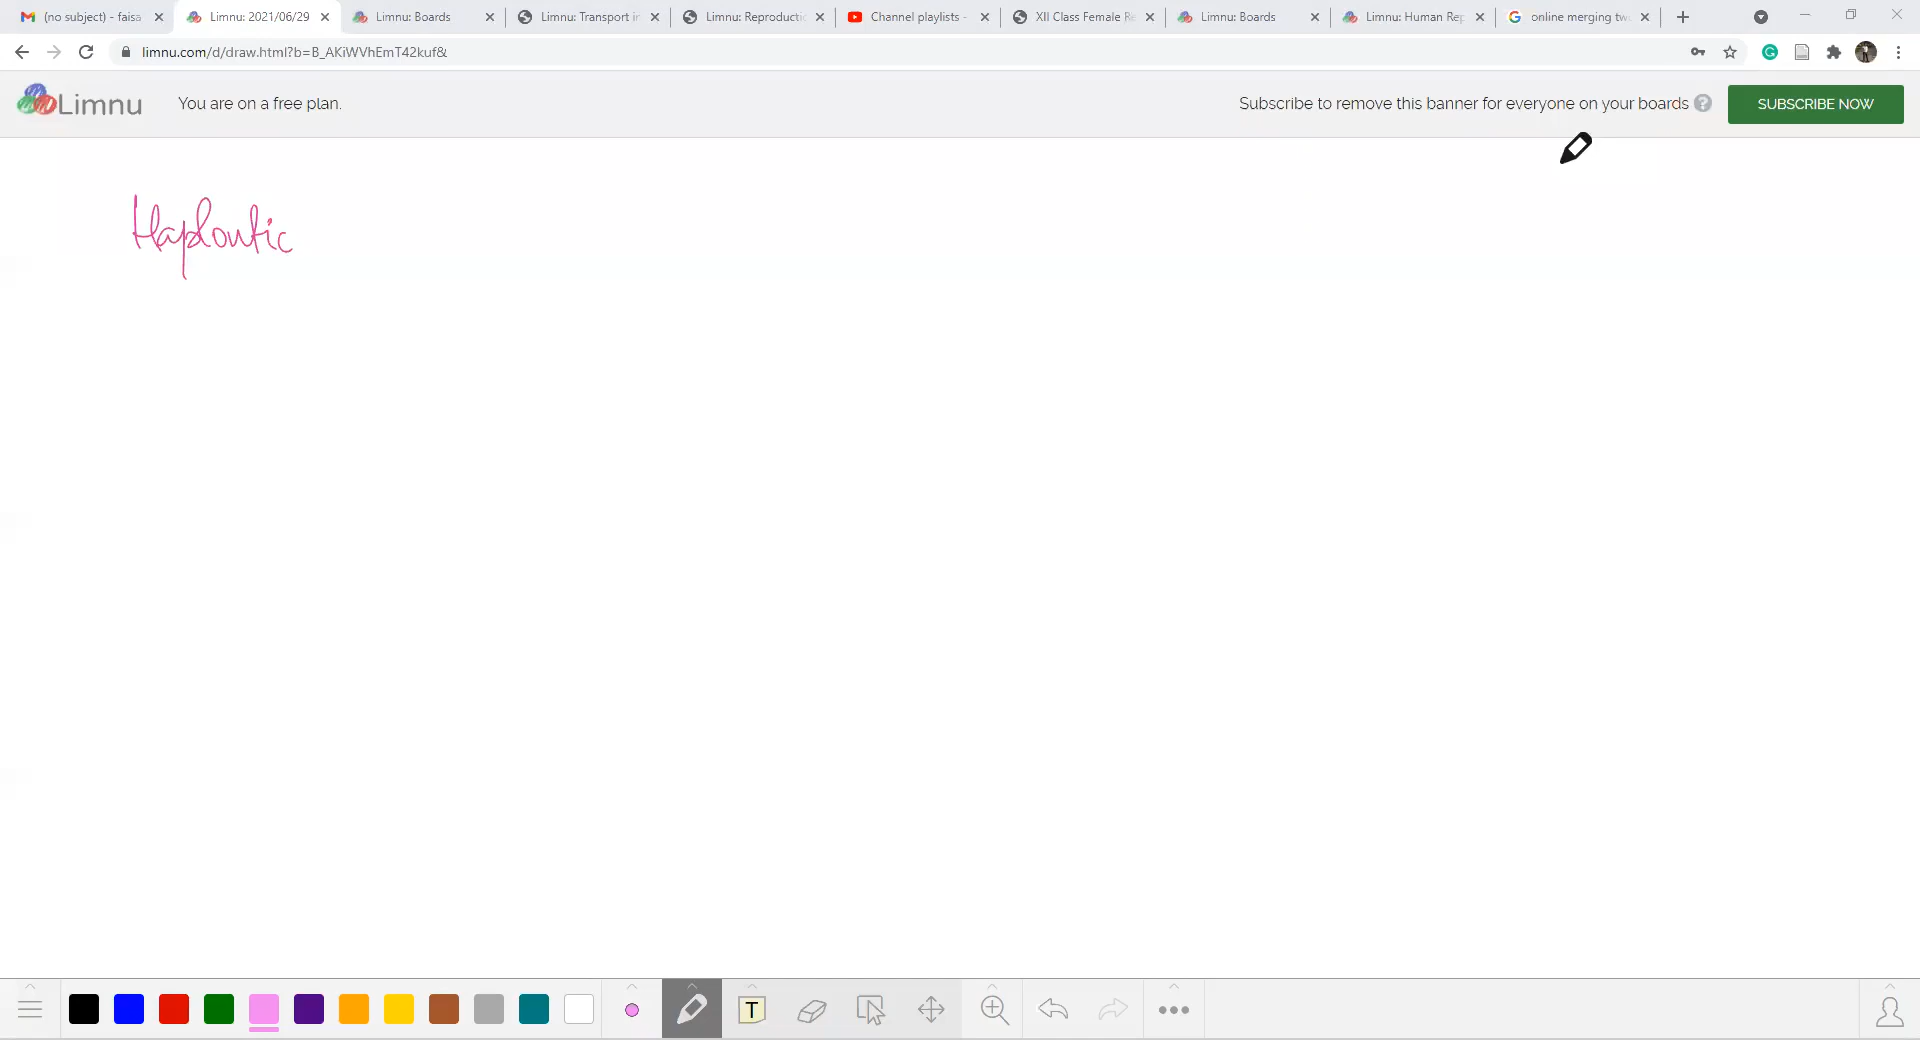 (no subject) - faisa
Limnu: 2021/06/29
Limnu: Boards
Limnu: Transport in
Limnu: Reproductio
Channel playlists -
XII Class Female Re
Limnu: Boards
Limnu: Human Rep
online merging tw
limnu.com/d/draw.html?b=B_AKiWVhEmT42kuf&
Limnu
You are on a free plan.
Subscribe to remove this banner for everyone on your boards ?
SUBSCRIBE NOW
Haplontic
T